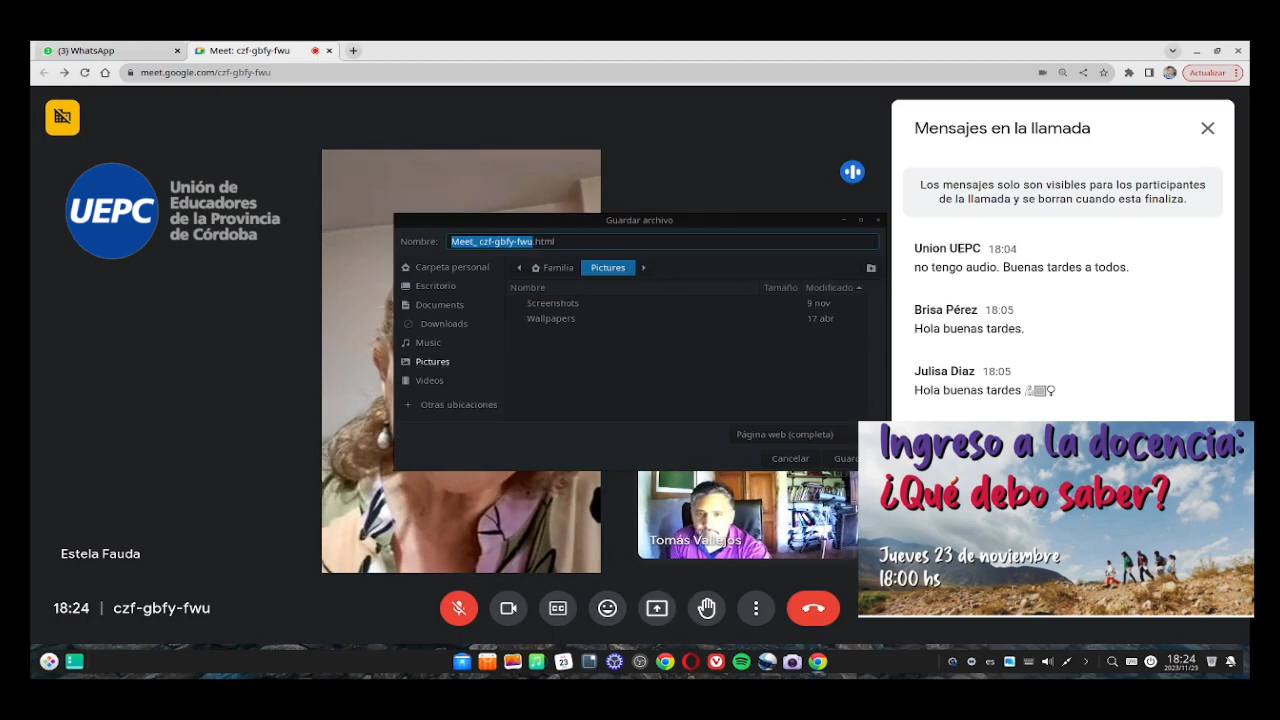 (3) WhatsApp
Meet: czf-gbfy-fwu
meet.google.com/czf-gbfy-fwu
Actualizar
UEPC
Unión de
Educadores
de la Provincia
de Córdoba
Guardar archivo
Nombre: Meet_ czf-gbfy-fwu.html
Carpeta personal
Escritorio
Documents
Downloads
Music
Pictures
Videos
Otras ubicaciones
Familia
Pictures
Nombre Tamaño Modificado
Screenshots 9 nov
Wallpapers 17 abr
Página web (completa)
Cancelar Guar
Mensajes en la llamada
Los mensajes solo son visibles para los participantes
de la llamada y se borran cuando esta finaliza.
Union UEPC 18:04
no tengo audio. Buenas tardes a todos.
Brisa Pérez 18:05
Hola buenas tardes.
Julisa Diaz 18:05
Hola buenas tardes
Ingreso a la docencia:
¿Qué debo saber?
Jueves 23 de noviembre
18:00 hs
Tomás Vallejos
Estela Fauda
18:24 | czf-gbfy-fwu
23
es
18:24
2023/11/23